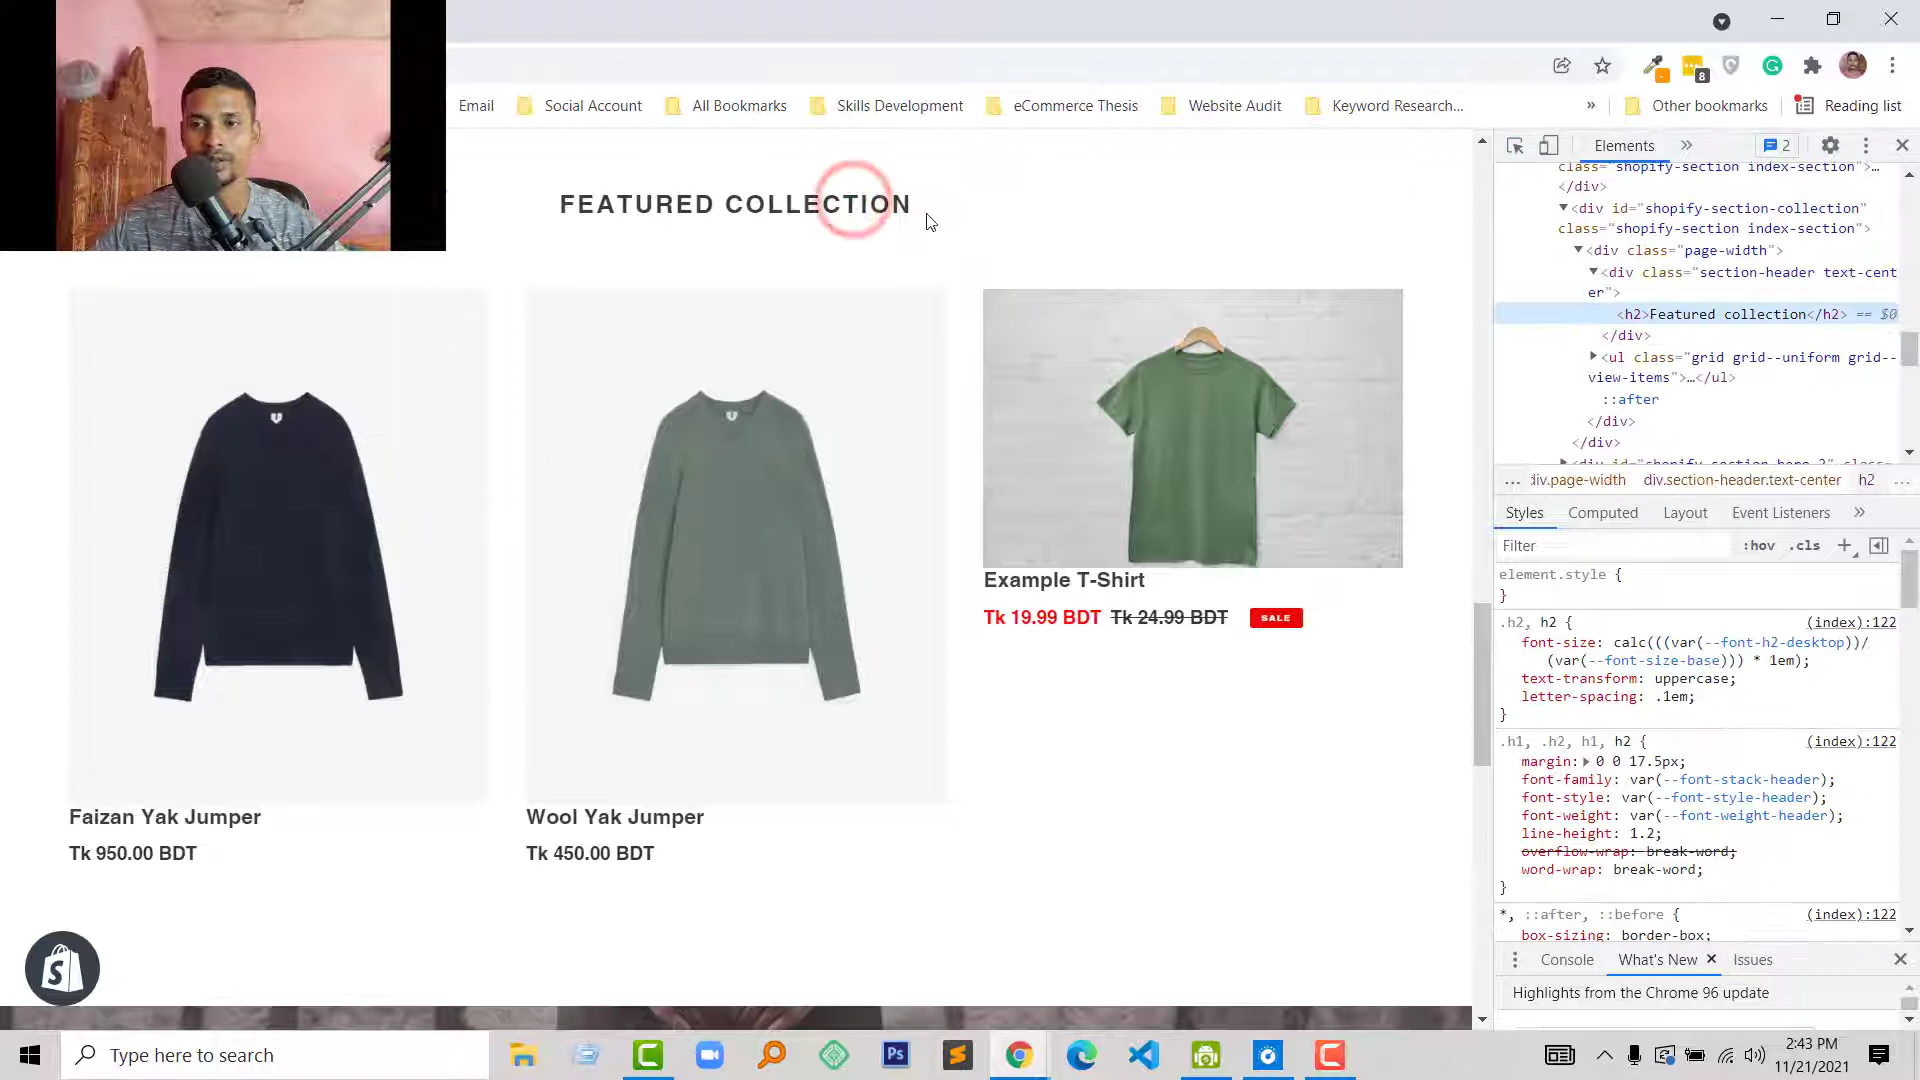 8
Email
Social Account
All Bookmarks
Skills Development
eCommerce Thesis
Website Audit
Keyword Research...
»
Other bookmarks
Reading list
FEATURED COLLECTION
Example T-Shirt
Tk 19.99 BDT Tk 24.99 BDT SALE
Faizan Yak Jumper
Tk 950.00 BDT
Wool Yak Jumper
Tk 450.00 BDT
Elements
»
2
class="shopify-section index-section">…
</div>
▼<div id="shopify-section-collection"
class="shopify-section index-section">
▼<div class="page-width">
▼<div class="section-header text-cent
er">
<h2>Featured collection</h2> == $0
</div>
▶<ul class="grid grid--uniform grid--
view-items">…</ul>
::after
</div>
</div>
▶<div id="shopify-section-hero-2" class=
... div.page-width div.section-header.text-center h2 ...
Styles Computed Layout Event Listeners »
Filter :hov .cls +
element.style {
}
.h2, h2 { (index):122
font-size: calc(((var(--font-h2-desktop))/
(var(--font-size-base))) * 1em);
text-transform: uppercase;
letter-spacing: .1em;
}
.h1, .h2, h1, h2 { (index):122
margin:▶ 0 0 17.5px;
font-family: var(--font-stack-header);
font-style: var(--font-style-header);
font-weight: var(--font-weight-header);
line-height: 1.2;
overflow-wrap: break-word;
word-wrap: break-word;
}
*, ::after, ::before { (index):122
box-sizing: border-box;
Console What's New × Issues
Highlights from the Chrome 96 update
Type here to search
Ps
2:43 PM
11/21/2021